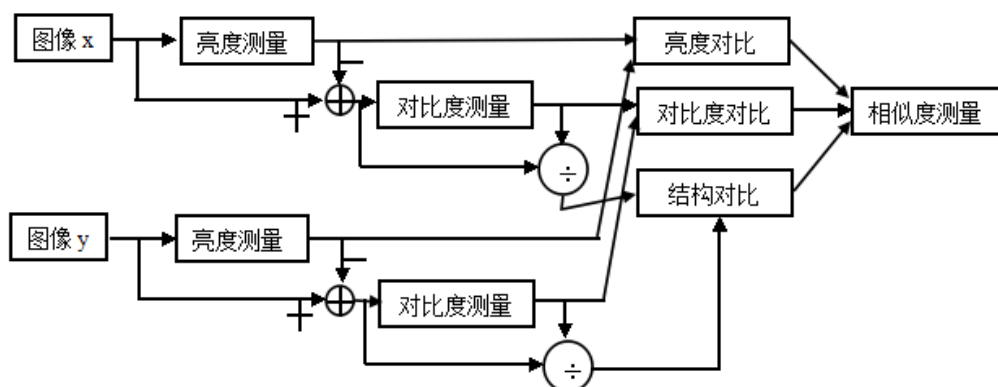 图像 x
亮度测量
亮度对比
对比度测量
对比度对比
相似度测量
÷
结构对比
图像 y
亮度测量
对比度测量
÷